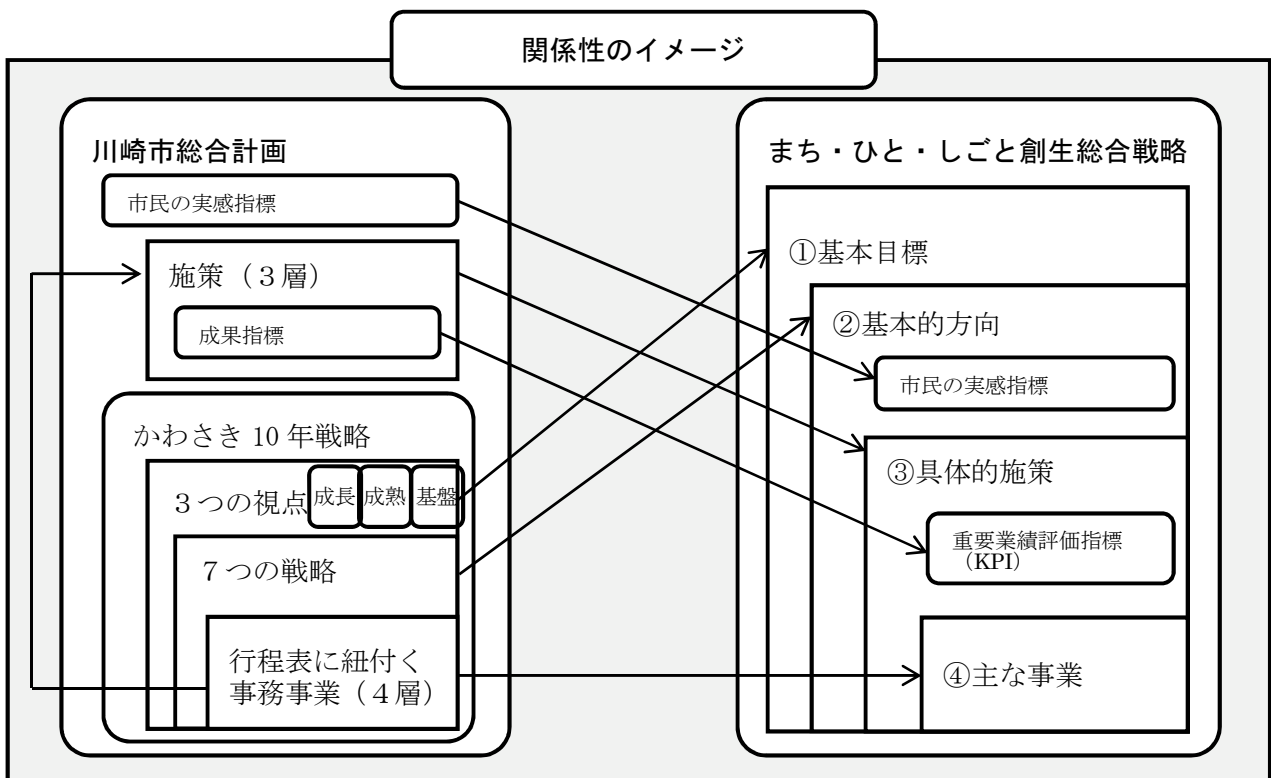 関係性のイメージ
川崎市総合計画
市民の実感指標
施策（３層）
成果指標
かわさき 10 年戦略
３つの視点
成長
成熟
基盤
７つの戦略
行程表に紐付く
事務事業（４層）
まち・ひと・しごと創生総合戦略
①基本目標
②基本的方向
市民の実感指標
③具体的施策
重要業績評価指標
（KPI）
④主な事業